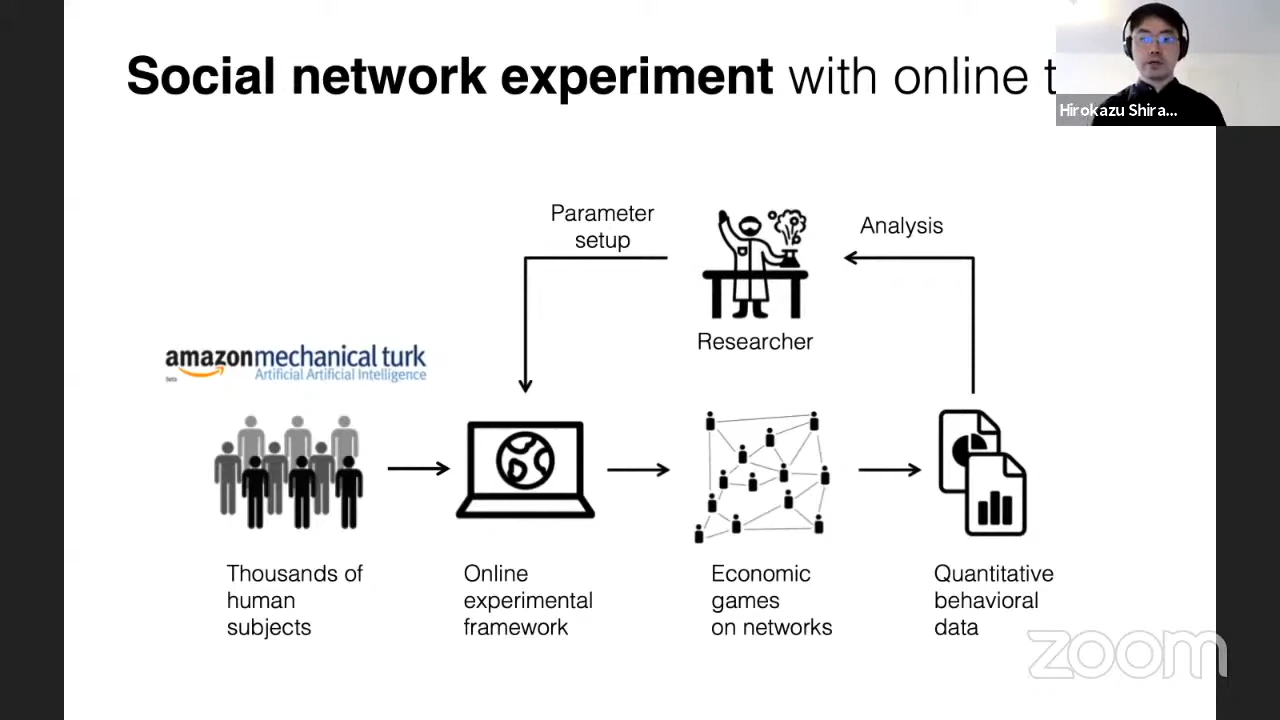 Social network experiment with online t
Hirokazu Shira...
Parameter
setup
Analysis
Researcher
amazonmechanical turk
beta
Artificial Artificial Intelligence
Thousands of
human
subjects
Online
experimental
framework
Economic
games
on networks
Quantitative
behavioral
data
zoom